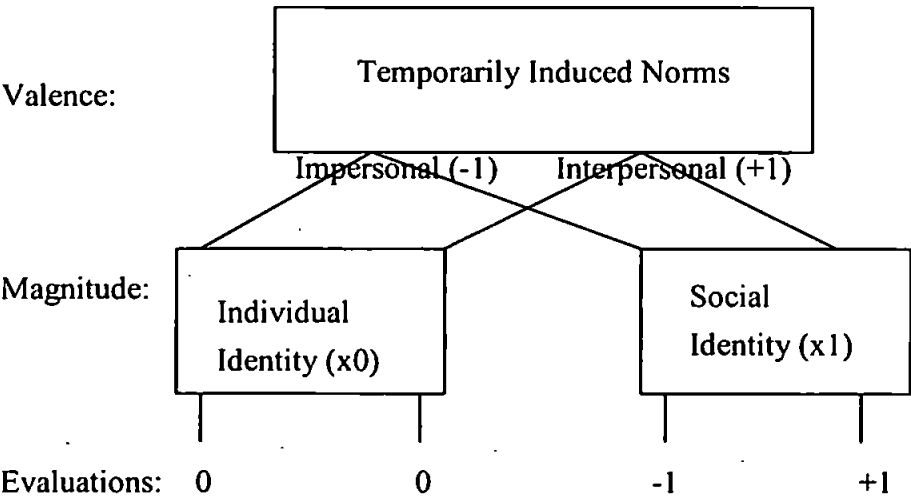 Temporarily Induced Norms
Valence:
Impersonal (-1) Interpersonal (+1)
Magnitude:
Individual
Identity (x0)
Social
Identity (x1)
Evaluations: 0 0 -1 +1